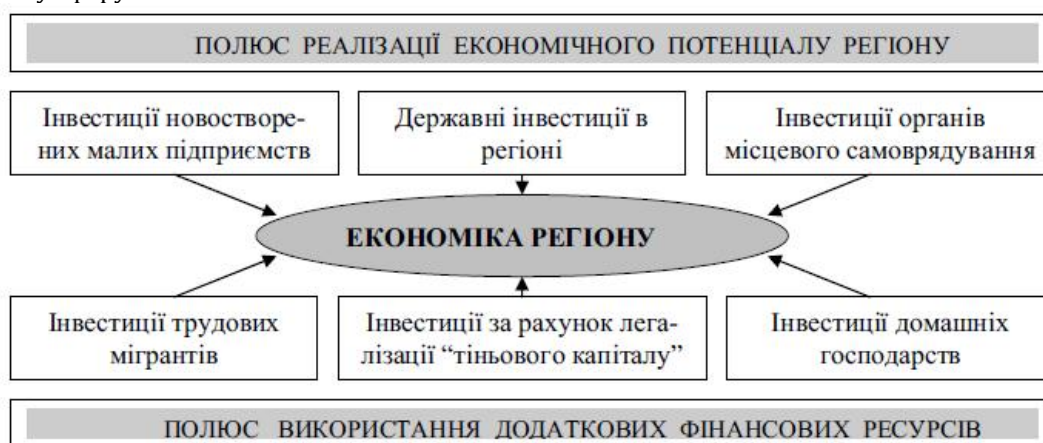 ПОЛЮС РЕАЛІЗАЦІЇ ЕКОНОМІЧНОГО ПОТЕНЦІАЛУ РЕГІОНУ
Інвестиції новостворе-
них малих підприємств
Державні інвестиції в
регіоні
Інвестиції органів
місцевого самоврядування
ЕКОНОМІКА РЕГІОНУ
Інвестиції трудових
мігрантів
Інвестиції за рахунок лега-
лізації “тіньового капіталу”
Інвестиції домашніх
господарств
ПОЛЮС ВИКОРИСТАННЯ ДОДАТКОВИХ ФІНАНСОВИХ РЕСУРСІВ